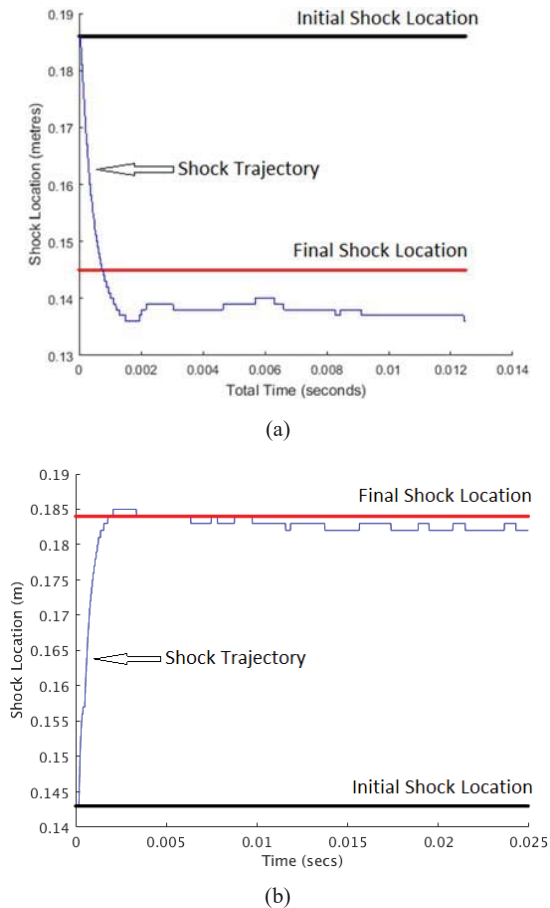 Initial Shock Location
0.19
0.18
0.17
0.16
0.15
0.14
0.13
Shock Location (metres)
Shock Trajectory
Final Shock Location
0 0.002 0.004 0.006 0.008 0.01 0.012 0.014
Total Time (seconds)
(a)
0.19
0.185
0.18
0.175
0.17
0.165
0.16
0.155
0.15
0.145
0.14
Shock Location (m)
Final Shock Location
Shock Trajectory
Initial Shock Location
0 0.005 0.01 0.015 0.02 0.025
Time (secs)
(b)